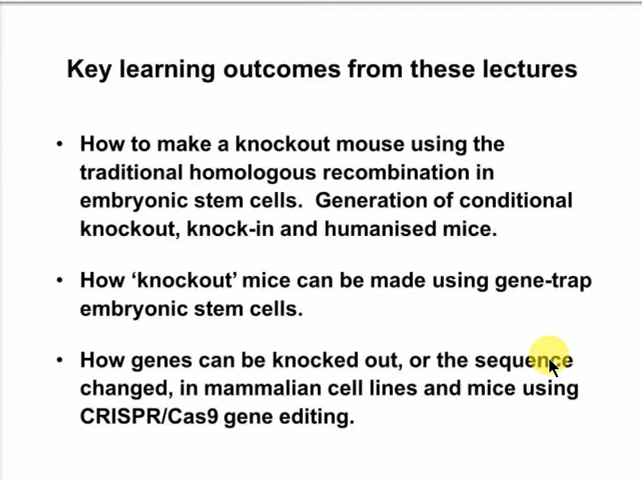 Key learning outcomes from these lectures
• How to make a knockout mouse using the
traditional homologous recombination in
embryonic stem cells.  Generation of conditional
knockout, knock-in and humanised mice.
• How ‘knockout’ mice can be made using gene-trap
embryonic stem cells.
• How genes can be knocked out, or the sequence
changed, in mammalian cell lines and mice using
CRISPR/Cas9 gene editing.